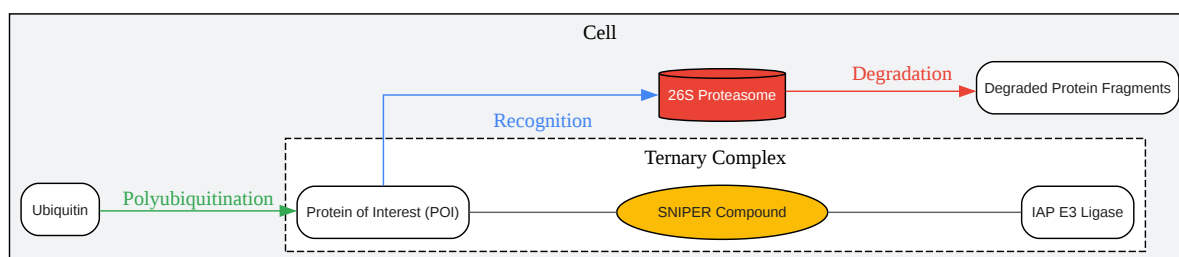 Cell
Degradation
26S Proteasome
Degraded Protein Fragments
Recognition
Ternary Complex
Polyubiquitination
Ubiquitin
Protein of Interest (POI)
SNIPER Compound
IAP E3 Ligase